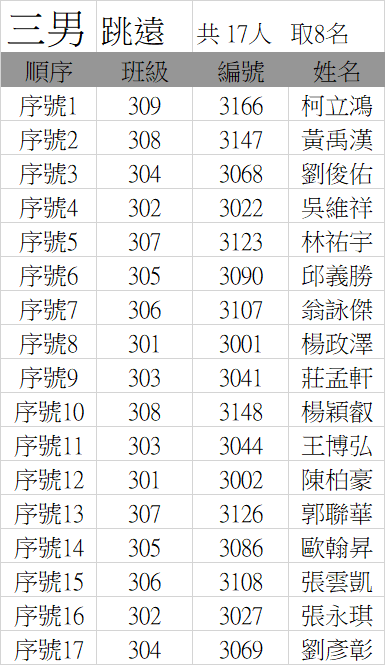 三男 跳遠 共 17人 取8名
順序 班級 編號 姓名
序號1 309 3166 柯立鴻
序號2 308 3147 黃禹漢
序號3 304 3068 劉俊佑
序號4 302 3022 吳維祥
序號5 307 3123 林祐宇
序號6 305 3090 邱義勝
序號7 306 3107 翁詠傑
序號8 301 3001 楊政澤
序號9 303 3041 莊孟軒
序號10 308 3148 楊穎叡
序號11 303 3044 王博弘
序號12 301 3002 陳柏豪
序號13 307 3126 郭聯華
序號14 305 3086 歐翰昇
序號15 306 3108 張雲凱
序號16 302 3027 張永琪
序號17 304 3069 劉彥彰